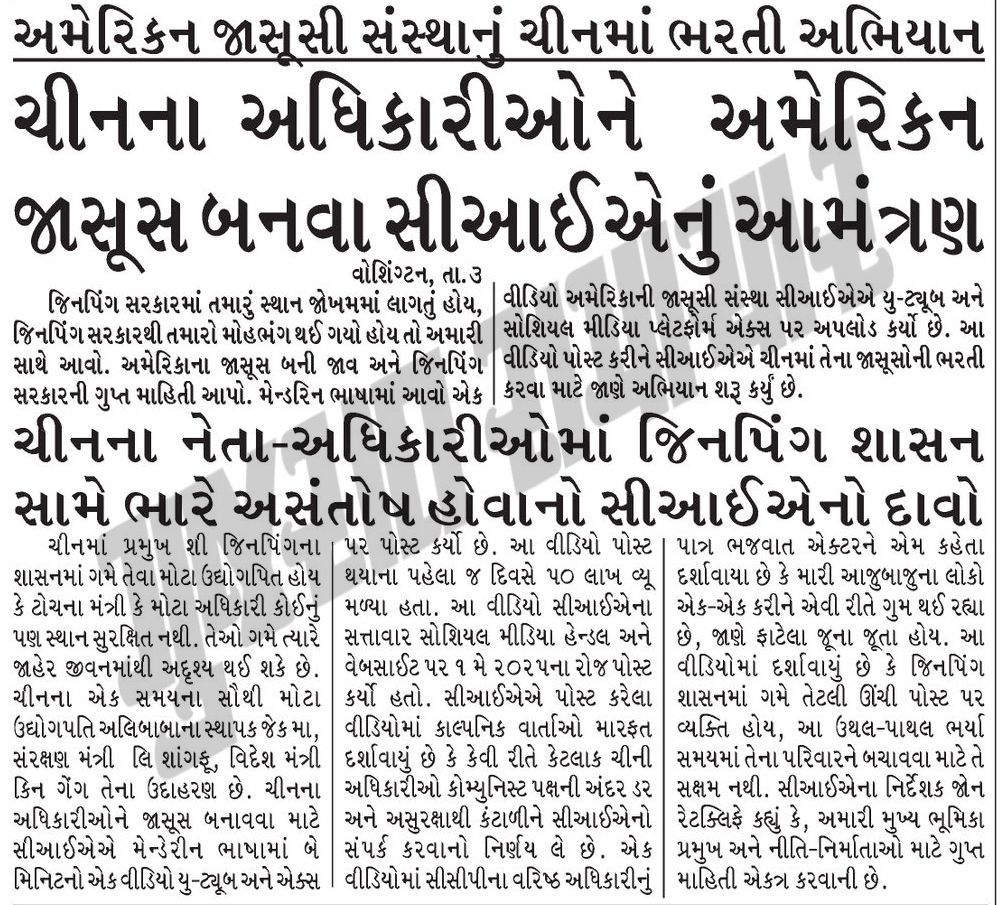 અમેરિકન જાસૂસી સંસ્થાનું ચીનમાં ભરતી અભિયાન
ચીનના અધિકારીઓને અમેરિકન
જાસૂસ બનવા સીઆઈએનું આમંત્રણ
વોશિંગ્ટન, તા. ૩
જિનપિંગ સરકારમાં તમારું સ્થાન જોખમમાં લાગતું હોય,
જિનપિંગ સરકારથી તમારો મોહભંગ થઈ ગયો હોય તો અમારી
સાથે આવો. અમેરિકાના જાસૂસ બની જાવ અને જિનપિંગ
સરકારની ગુપ્ત માહિતી આપો. મેન્ડરિન ભાષામાં આવો એક
વીડિયો અમેરિકાની જાસૂસી સંસ્થા સીઆઈએએ યુ-ટ્યૂબ અને
સોશિયલ મીડિયા પ્લેટફોર્મ એક્સ પર અપલોડ કર્યો છે. આ
વીડિયો પોસ્ટ કરીને સીઆઈએએ ચીનમાં તેના જાસૂસોની ભરતી
કરવા માટે જાણે અભિયાન શરૂ કર્યું છે.
ચીનના નેતા-અધિકારીઓમાં જિનપિંગ શાસન
સામે ભારે અસંતોષ હોવાનો સીઆઈએનો દાવો
ચીનમાં પ્રમુખ શી જિનપિંગના
શાસનમાં ગમે તેવા મોટા ઉદ્યોગપતિ હોય
કે ટોચના મંત્રી કે મોટા અધિકારી કોઈનું
પણ સ્થાન સુરક્ષિત નથી. તેઓ ગમે ત્યારે
જાહેર જીવનમાંથી અદૃશ્ય થઈ શકે છે.
ચીનના એક સમયના સૌથી મોટા
ઉદ્યોગપતિ અલિબાબાના સ્થાપક જેક મા,
સંરક્ષણ મંત્રી લિ શાંગફૂ, વિદેશ મંત્રી
કિન ગેંગ તેના ઉદાહરણ છે. ચીનના
અધિકારીઓને જાસૂસ બનાવવા માટે
સીઆઈએએ મેન્ડેરીન ભાષામાં બે
મિનિટનો એક વીડિયો યુ-ટ્યૂબ અને એક્સ
પર પોસ્ટ કર્યો છે. આ વીડિયો પોસ્ટ
થયાના પહેલા જ દિવસે ૫૦ લાખ વ્યૂ
મળ્યા હતા. આ વીડિયો સીઆઈએના
સત્તાવાર સોશિયલ મીડિયા હેન્ડલ અને
વેબસાઈટ પર ૧ મે ૨૦૨૫ના રોજ પોસ્ટ
કર્યો હતો. સીઆઈએએ પોસ્ટ કરેલા
વીડિયોમાં કાલ્પનિક વાર્તાઓ મારફત
દર્શાવાયું છે કે કેવી રીતે કેટલાક ચીની
અધિકારીઓ કોમ્યુનિસ્ટ પક્ષની અંદર ડર
અને અસુરક્ષાથી કંટાળીને સીઆઈએનો
સંપર્ક કરવાનો નિર્ણય લે છે. એક
વીડિયોમાં સીસીપીના વરિષ્ઠ અધિકારીનું
પાત્ર ભજવાત એક્ટરને એમ કહેતા
દર્શાવાયા છે કે મારી આજુબાજુના લોકો
એક-એક કરીને એવી રીતે ગુમ થઈ રહ્યા
છે, જાણે ફાટેલા જૂના જૂતા હોય. આ
વીડિયોમાં દર્શાવાયું છે કે જિનપિંગ
શાસનમાં ગમે તેટલી ઊંચી પોસ્ટ પર
વ્યક્તિ હોય, આ ઉથલ-પાથલ ભર્યા
સમયમાં તેના પરિવારને બચાવવા માટે તે
સક્ષમ નથી. સીઆઈએના નિર્દેશક જોન
રેટક્લિફે કહ્યું કે, અમારી મુખ્ય ભૂમિકા
પ્રમુખ અને નીતિ-નિર્માતાઓ માટે ગુપ્ત
માહિતી એકત્ર કરવાની છે.
ગુજરાત સમાચાર